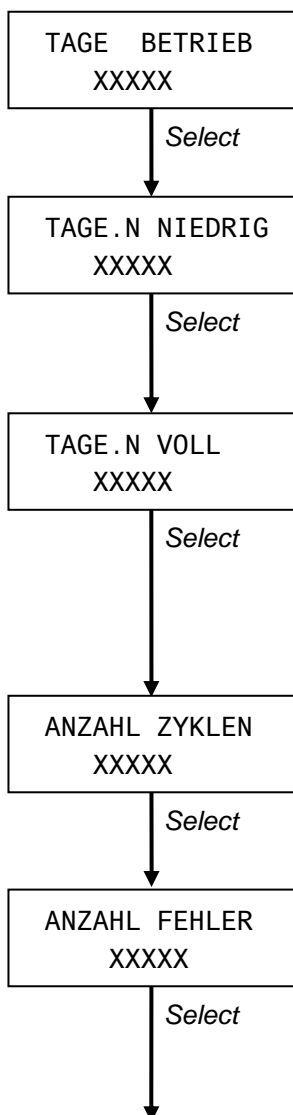 TAGE BETRIEB
XXXXX
Select
TAGE.N NIEDRIG
XXXXX
Select
TAGE.N VOLL
XXXXX
Select
ANZAHL ZYKLEN
XXXXX
Select
ANZAHL FEHLER
XXXXX
Select